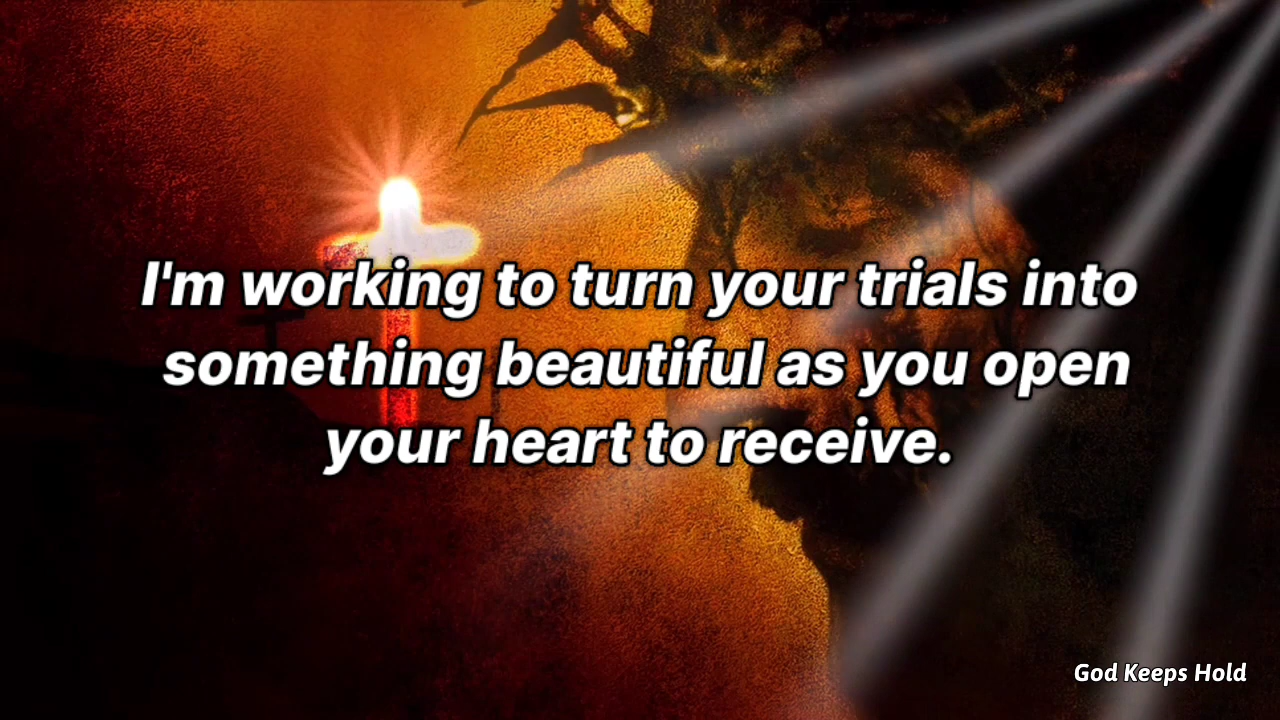 I'm working to turn your trials into
something beautiful as you open
your heart to receive.
God Keeps Hold